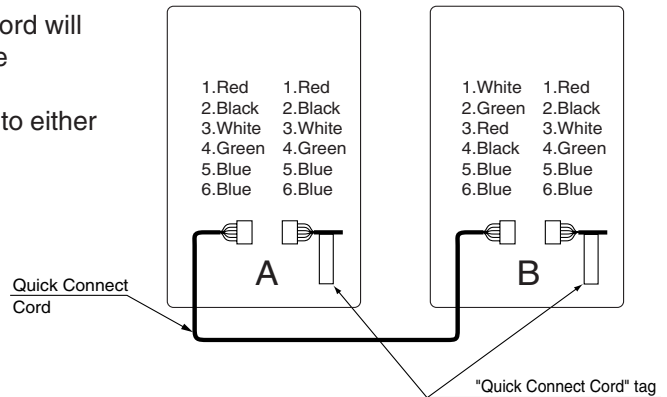 ord will
e
to either
1.Red 1.Red
2.Black 2.Black
3.White 3.White
4.Green 4.Green
5.Blue 5.Blue
6.Blue 6.Blue
A
1.White 1.Red
2.Green 2.Black
3.Red 3.White
4.Black 4.Green
5.Blue 5.Blue
6.Blue 6.Blue
B
Quick Connect
Cord
"Quick Connect Cord" tag